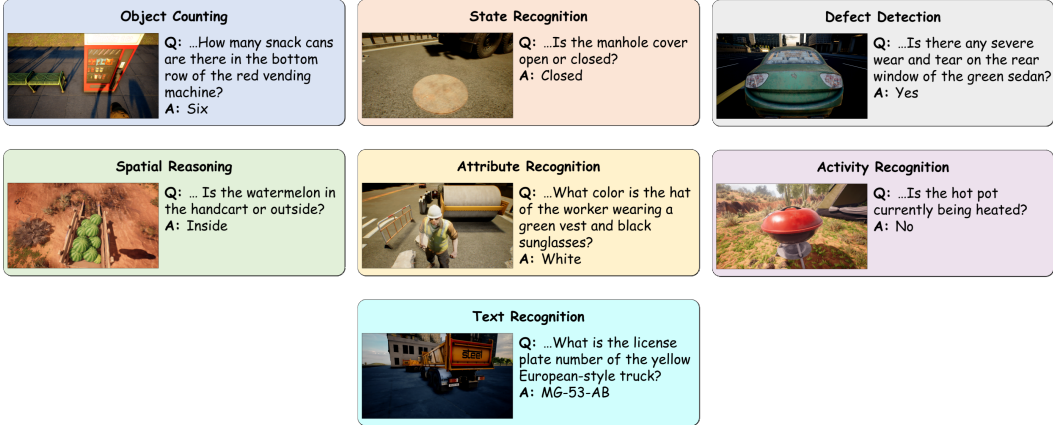 Object Counting
Q: ...How many snack cans
are there in the bottom
row of the red vending
machine?
A: Six
State Recognition
Q: ...Is the manhole cover
open or closed?
A: Closed
Defect Detection
Q: ...Is there any severe
wear and tear on the rear
window of the green sedan?
A: Yes
Spatial Reasoning
Q: ... Is the watermelon in
the handcart or outside?
A: Inside
Attribute Recognition
Q: ...What color is the hat
of the worker wearing a
green vest and black
sunglasses?
A: White
Activity Recognition
Q: ...Is the hot pot
currently being heated?
A: No
Text Recognition
Q: ...What is the license
plate number of the yellow
European-style truck?
A: MG-53-AB